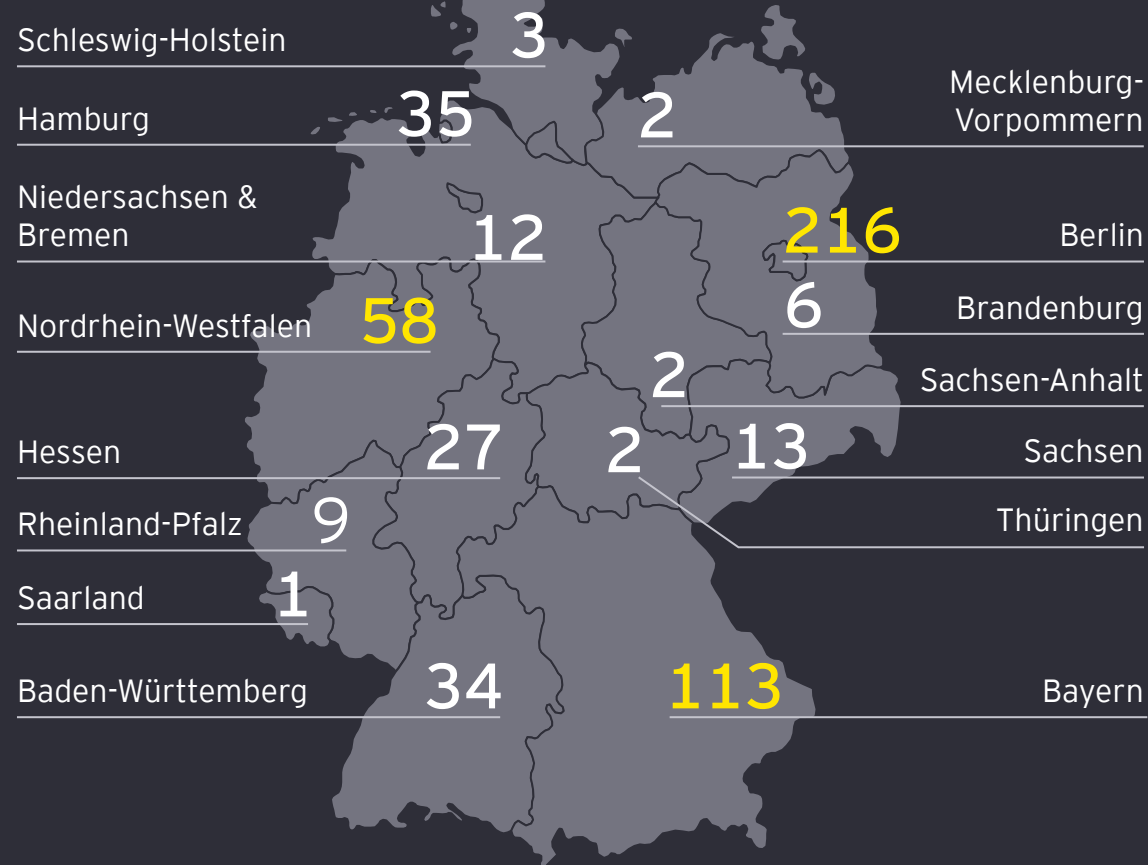 Schleswig-Holstein 3
Hamburg 35
Niedersachsen &
Bremen 12
Nordrhein-Westfalen 58
Hessen 27
Rheinland-Pfalz 9
Saarland 1
Baden-Württemberg 34
Mecklenburg-
2 Vorpommern
216 Berlin
6 Brandenburg
2 Sachsen-Anhalt
13 Sachsen
2 Thüringen
113 Bayern